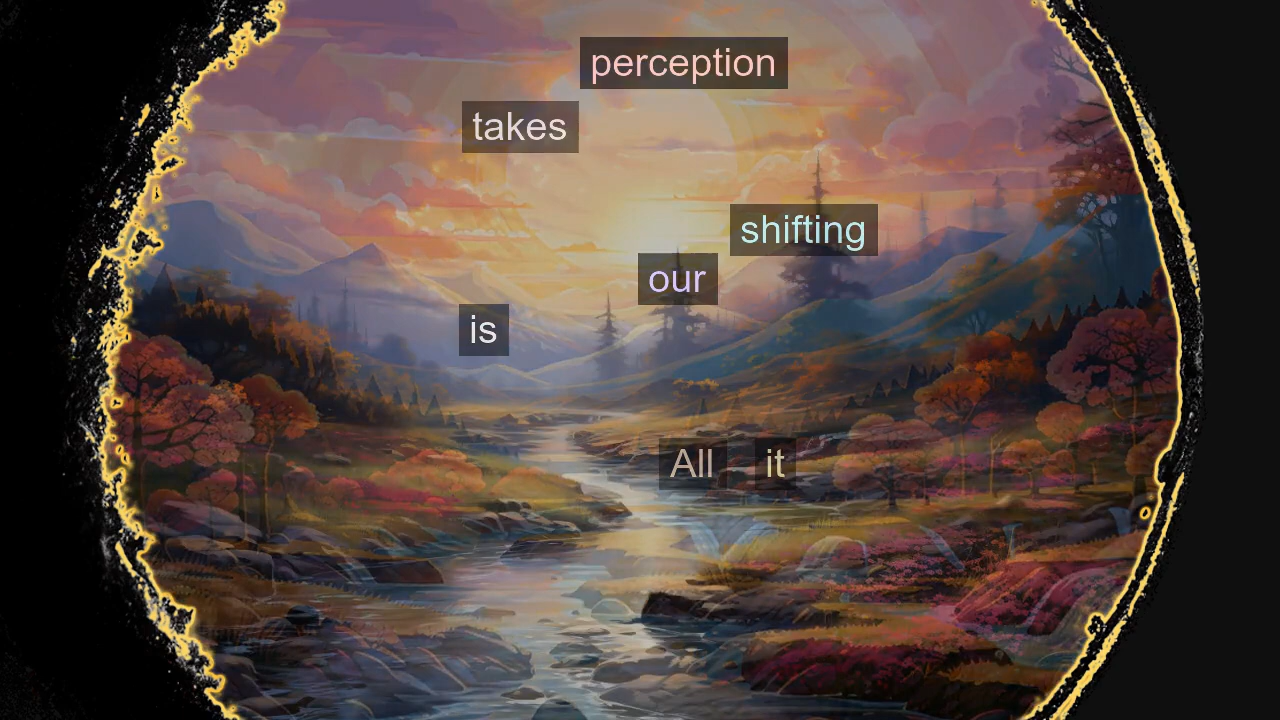 perception
takes
shifting
our
is
All it